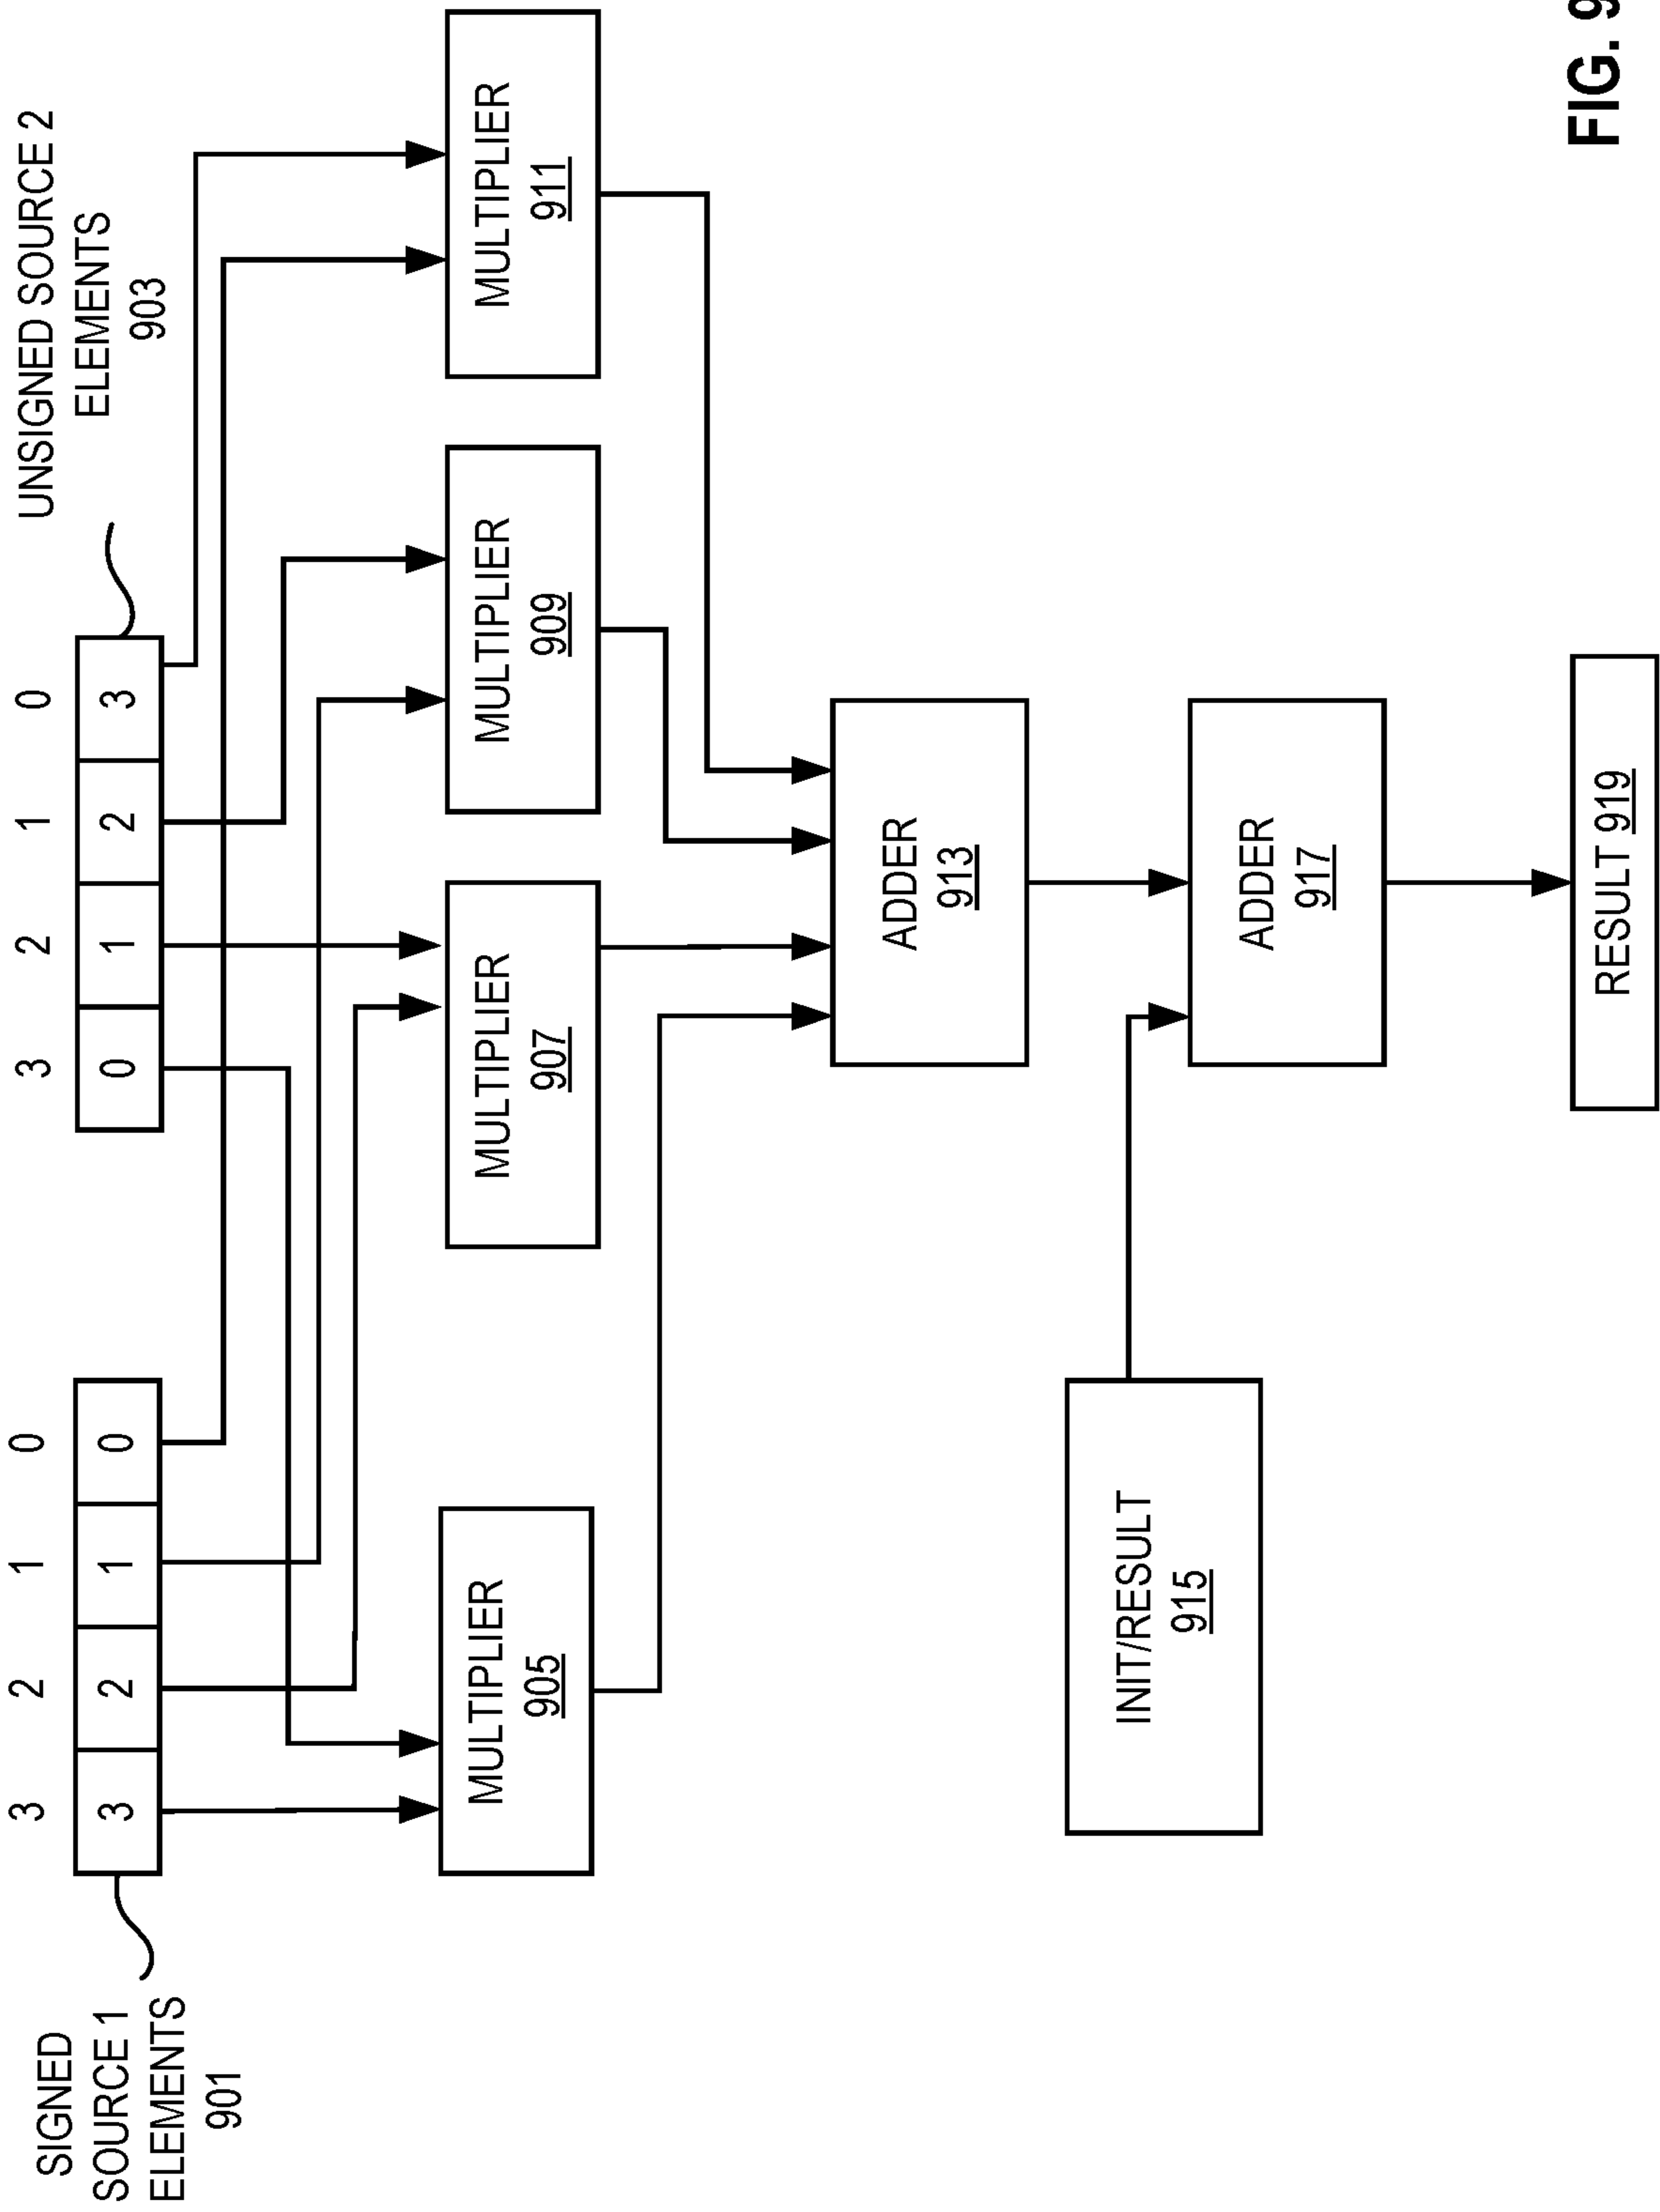 3 2 1 0
3 2 1 0
SIGNED
SOURCE 1
ELEMENTS
901
3 2 1 0
0 1 2 3
UNSIGNED SOURCE 2
ELEMENTS
903
MULTIPLIER
905
MULTIPLIER
907
MULTIPLIER
909
MULTIPLIER
911
ADDER
913
INIT/RESULT
915
ADDER
917
RESULT 919
FIG. 9